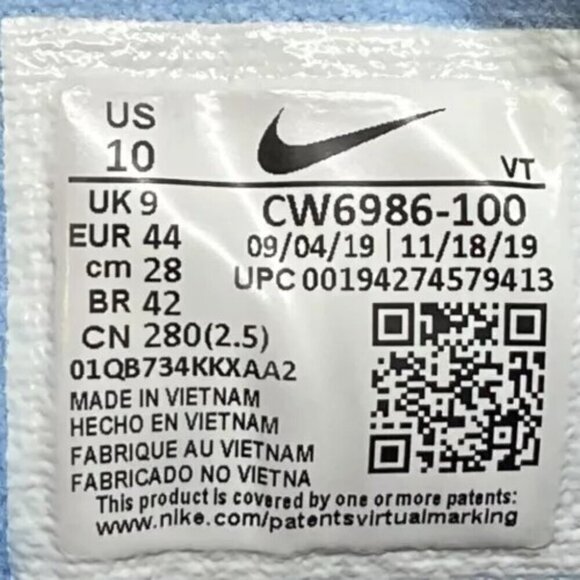 US
10
VT
UK 9
EUR 44
cm 28
BR 42
CN 280(2.5)
01QB734KKXAA2
CW6986-100
09/04/19 | 11/18/19
UPC 00194274579413
MADE IN VIETNAM
HECHO EN VIETNAM
FABRIQUE AU VIETNAM
FABRICADO NO VIETNA
This product is covered by one or more patents:
www.nike.com/patentsvirtualmarking